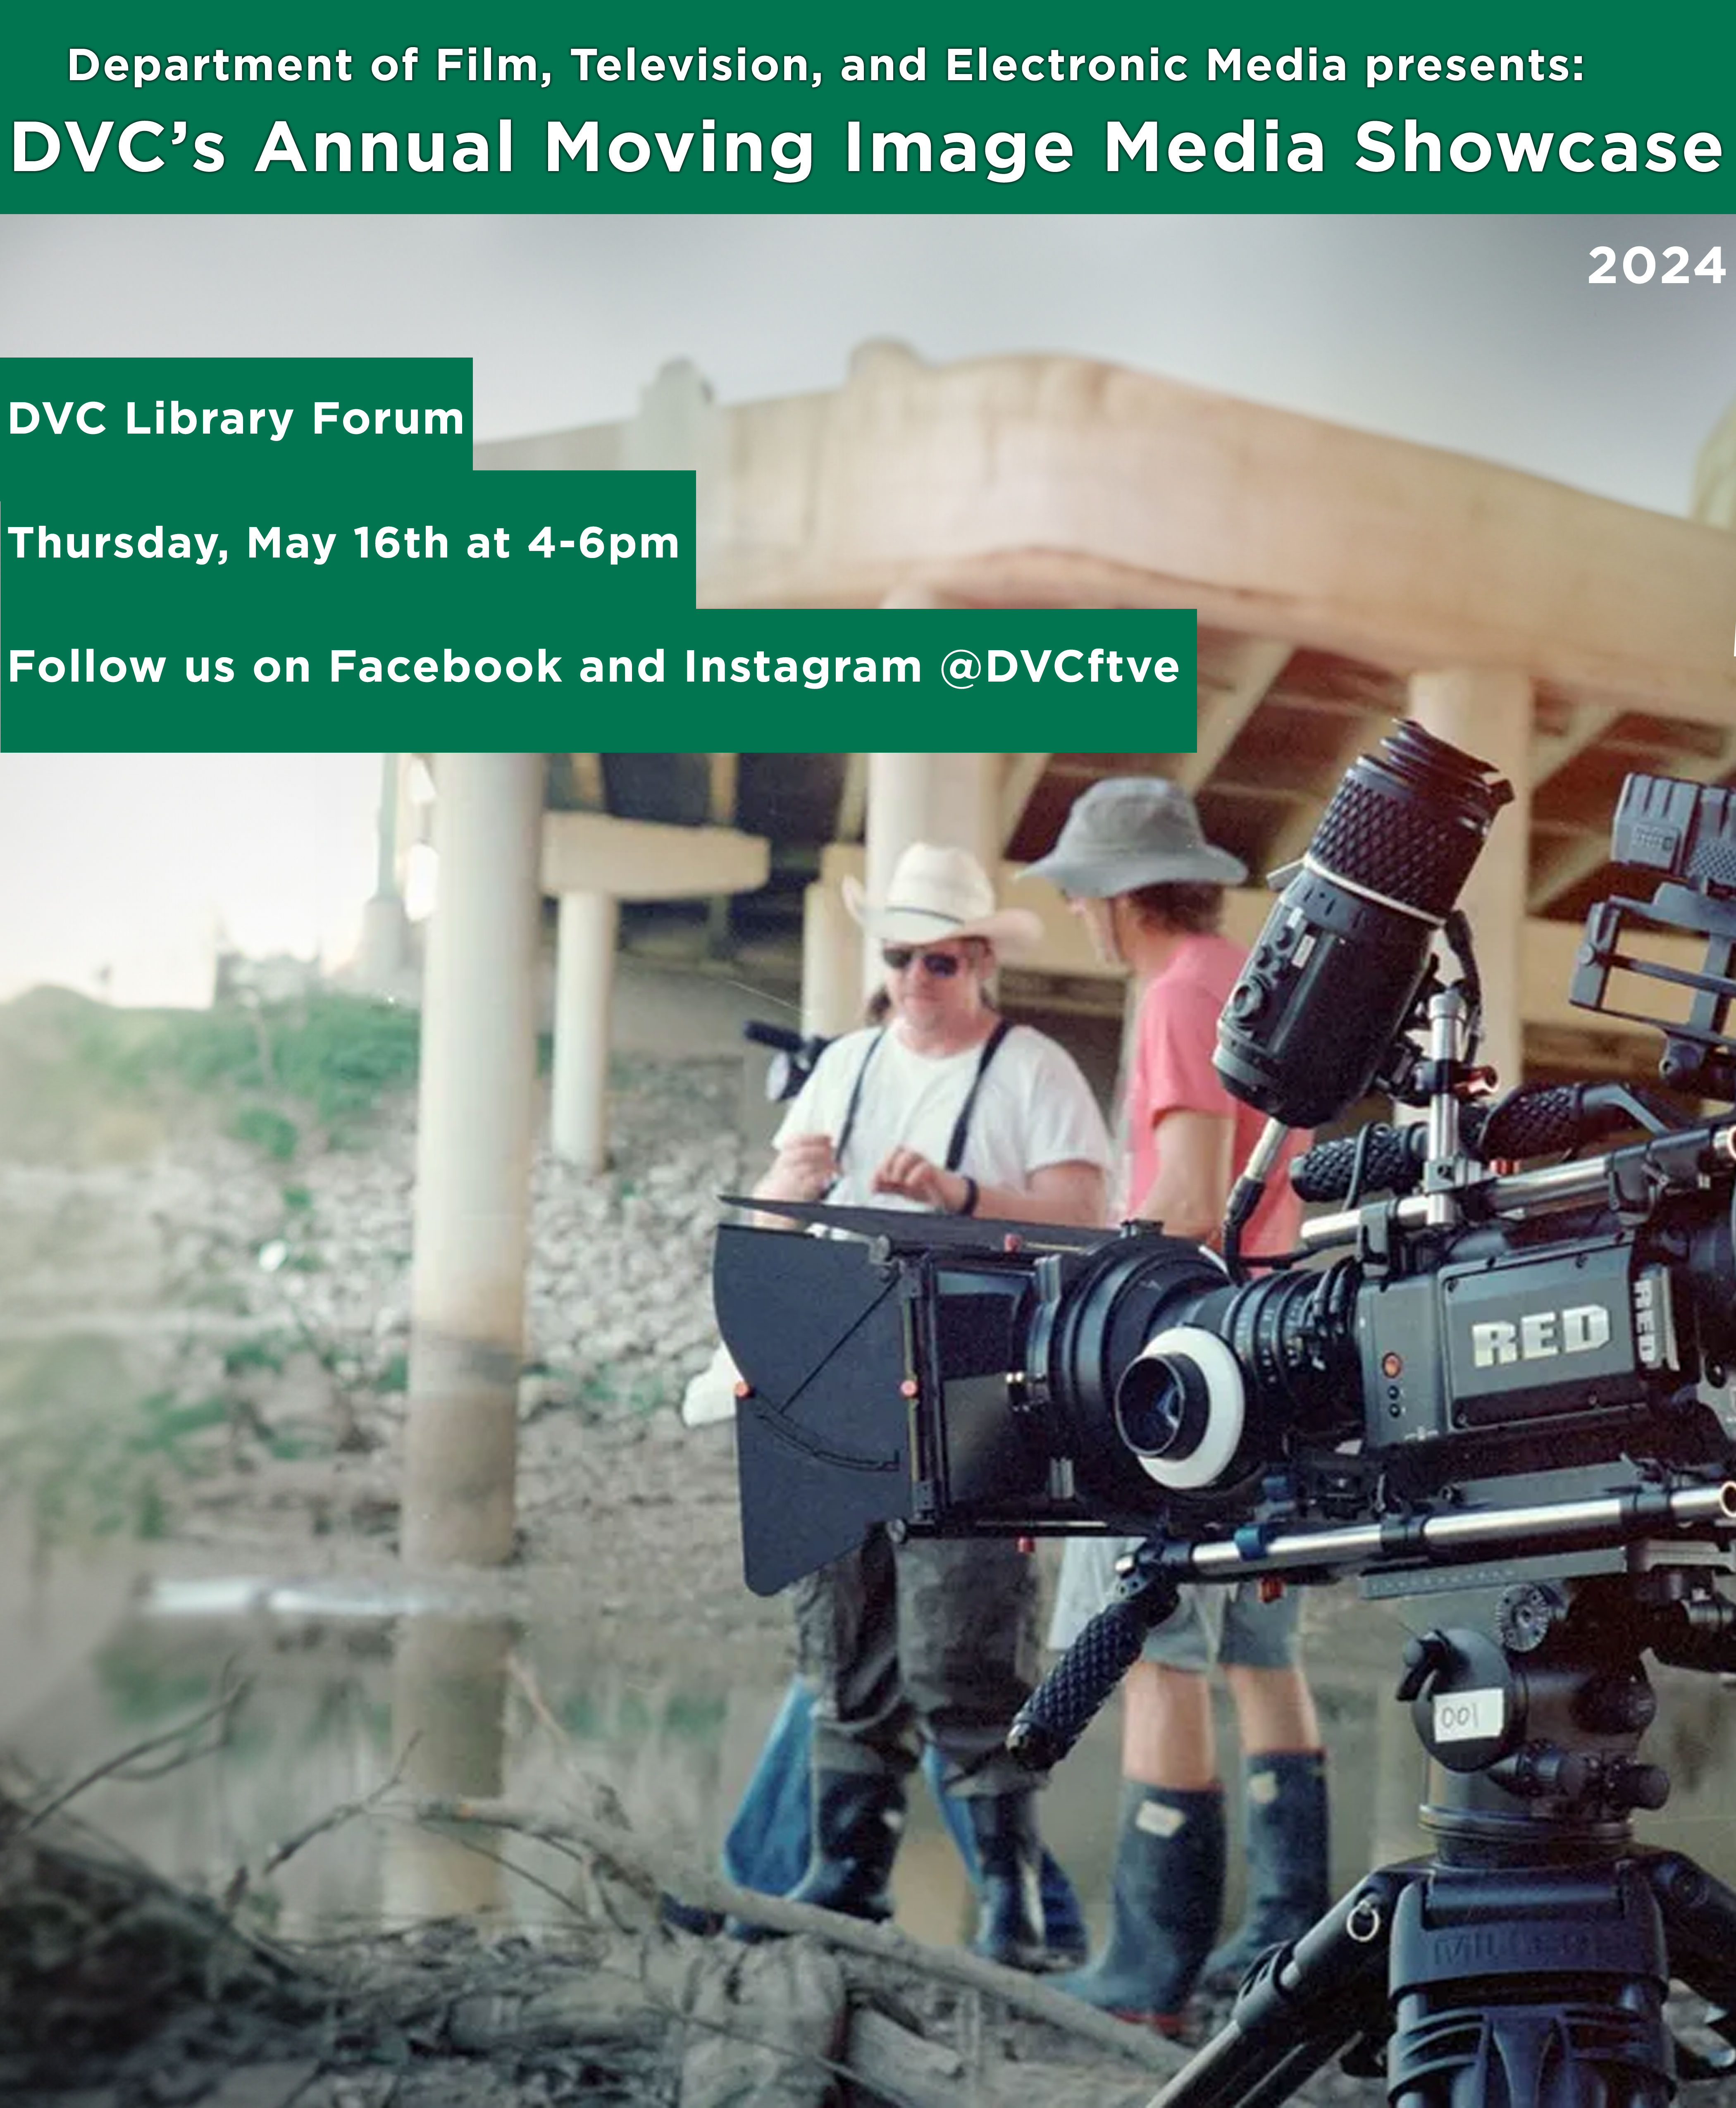 Department of Film, Television, and Electronic Media presents:
DVC’s Annual Moving Image Media Showcase
2024
DVC Library Forum
Thursday, May 16th at 4-6pm
Follow us on Facebook and Instagram @DVCftve
RED
RED
001
MILLER